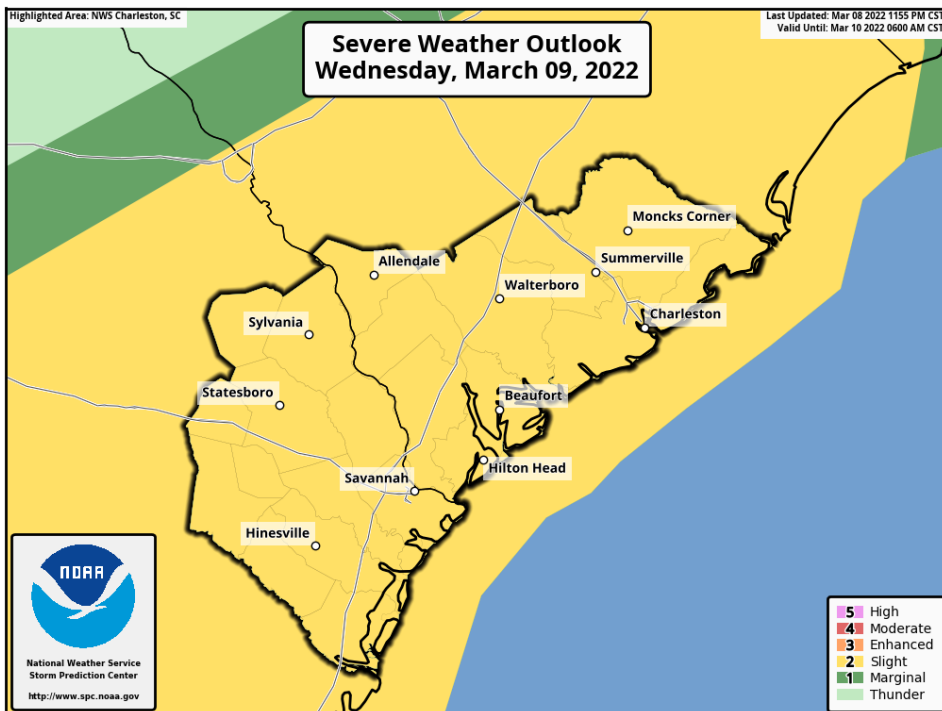 Highlighted Area: NWS Charleston, SC
Last Updated: Mar 08 2022 1155 PM CST
Valid Until: Mar 10 2022 0600 AM CST
Severe Weather Outlook
Wednesday, March 09, 2022
Moncks Corner
Allendale
Summerville
Walterboro
Charleston
Sylvania
Statesboro
Beaufort
Hilton Head
Savannah
Hinesville
NOAA
National Weather Service
Storm Prediction Center
http://www.spc.noaa.gov
5 High
4 Moderate
3 Enhanced
2 Slight
1 Marginal
Thunder